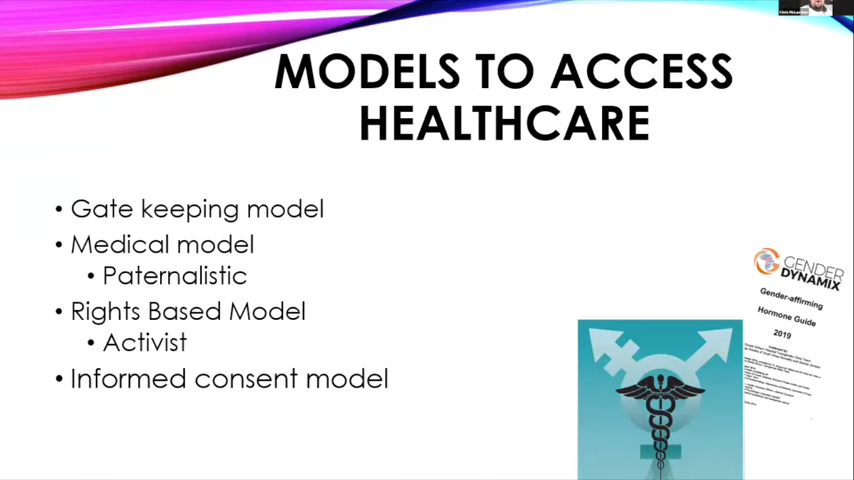 MODELS TO ACCESS
HEALTHCARE
• Gate keeping model
• Medical model
• Paternalistic
• Rights Based Model
• Activist
• Informed consent model
GENDER
DYNAMIX
Gender-affirming
Hormone Guide
2019